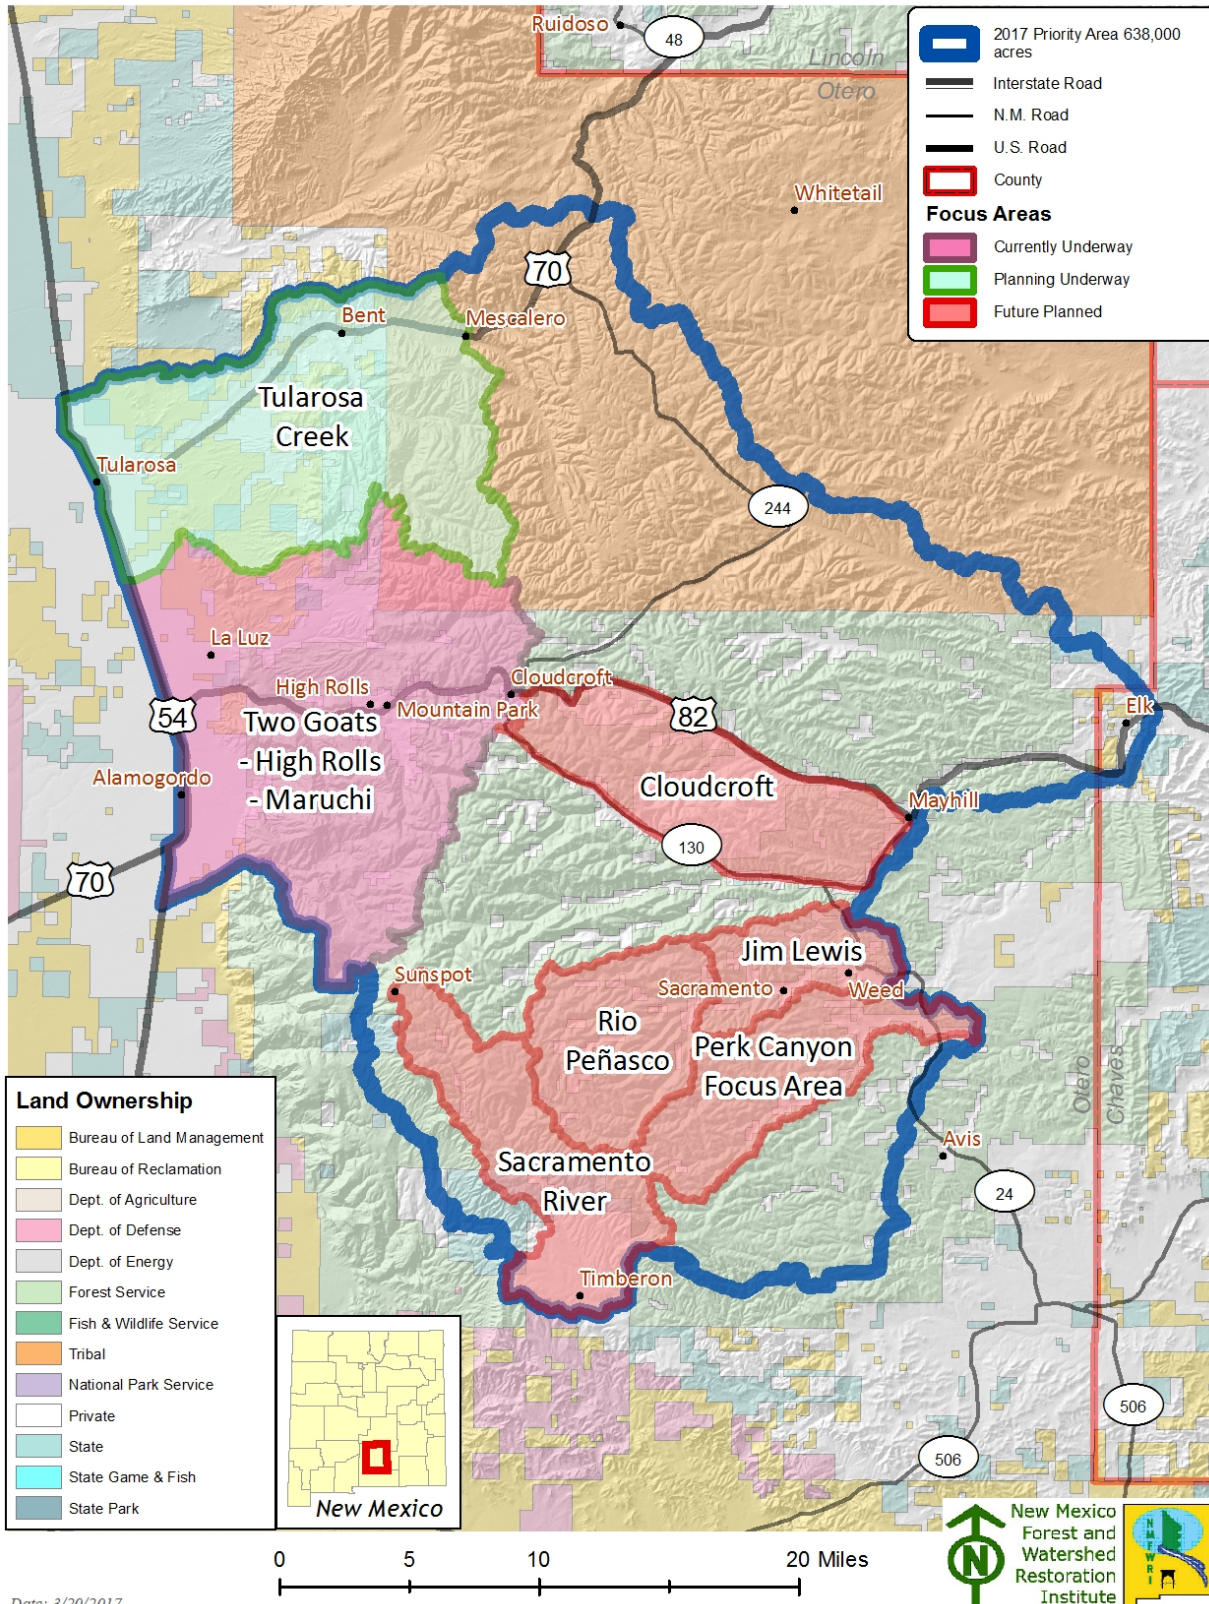 Ruidoso
48
Lincoln
Otero
Whitetail
70
Bent
Mescalero
Tularosa
Creek
Tularosa
244
La Luz
High Rolls
Mountain Park
Cloudcroft
54
Two Goats
- High Rolls
- Maruchi
82
Elk
Alamogordo
Cloudcroft
Mayhill
130
70
Jim Lewis
Sunspot
Sacramento
Weed
Rio
Peñasco
Perk Canyon
Focus Area
Otero
Chaves
Avis
Sacramento
River
24
Timberon
506
506
2017 Priority Area 638,000
acres
Interstate Road
N.M. Road
U.S. Road
County
Focus Areas
Currently Underway
Planning Underway
Future Planned
Land Ownership
Bureau of Land Management
Bureau of Reclamation
Dept. of Agriculture
Dept. of Defense
Dept. of Energy
Forest Service
Fish & Wildlife Service
Tribal
National Park Service
Private
State
State Game & Fish
State Park
New Mexico
0 5 10 20 Miles
N
New Mexico
Forest and
Watershed
Restoration
Institute
NMFWRI
Date: 3/20/2017